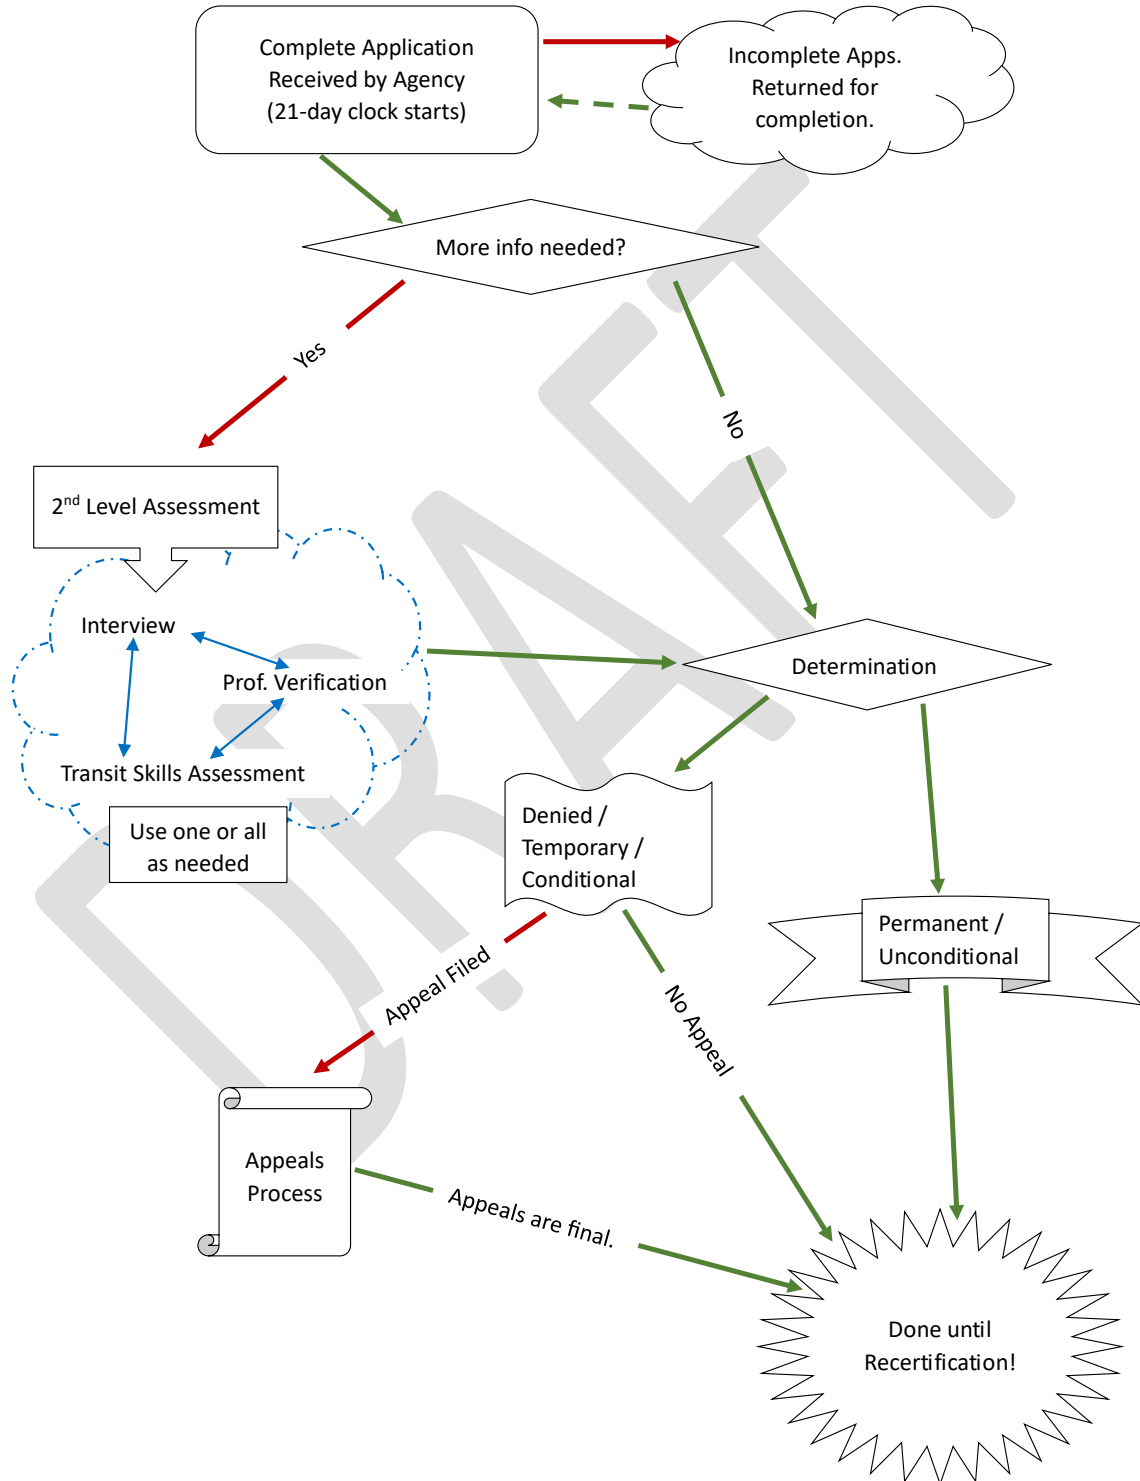 Complete Application
Received by Agency
(21-day clock starts)
Incomplete Apps.
Returned for
completion.
More info needed?
Yes
No
2nd Level Assessment
Interview
Prof. Verification
Transit Skills Assessment
Use one or all
as needed
Determination
Denied /
Temporary /
Conditional
Permanent /
Unconditional
Appeal Filed
No Appeal
Appeals
Process
Appeals are final.
Done until
Recertification!
DRAFT